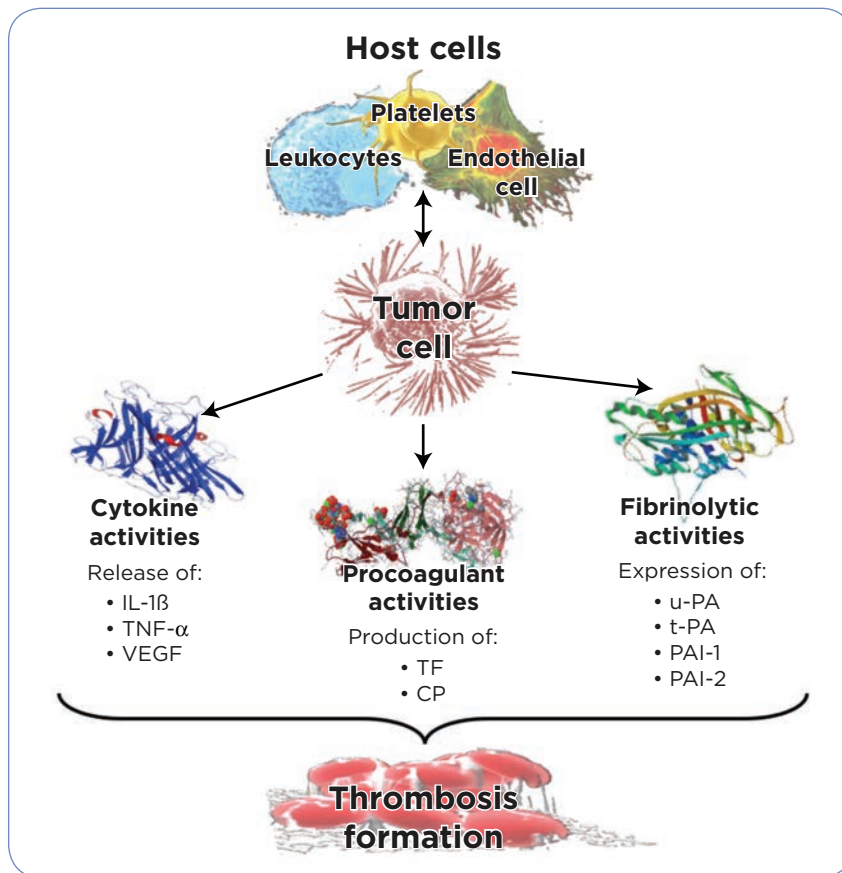 Host cells
Platelets
Leukocytes
Endothelial
cell
Tumor
cell
Cytokine
activities
Release of:
• IL-1ß
• TNF-α
• VEGF
Procoagulant
activities
Production of:
• TF
• CP
Fibrinolytic
activities
Expression of:
• u-PA
• t-PA
• PAI-1
• PAI-2
Thrombosis
formation